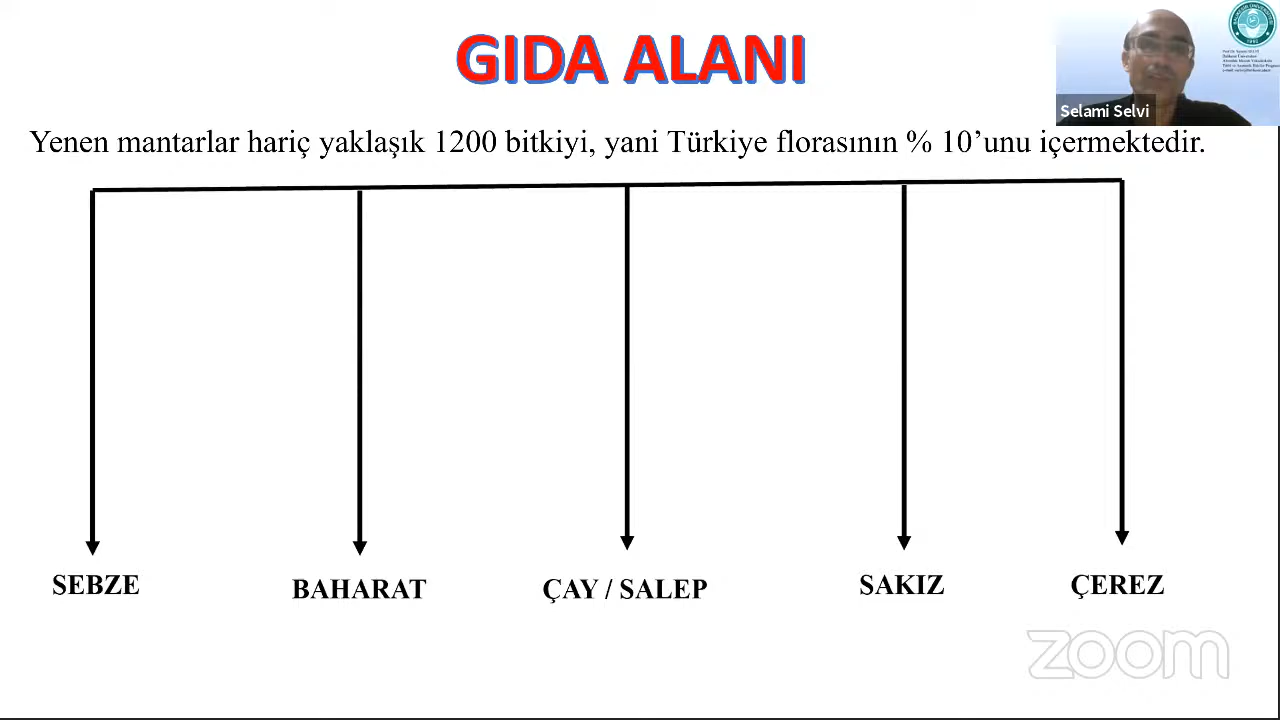 GIDA ALANI
Selami Selvi
Yenen mantarlar hariç yaklaşık 1200 bitkiyi, yani Türkiye florasının % 10’unu içermektedir.
SEBZE
BAHARAT
ÇAY / SALEP
SAKIZ
ÇEREZ
zoom